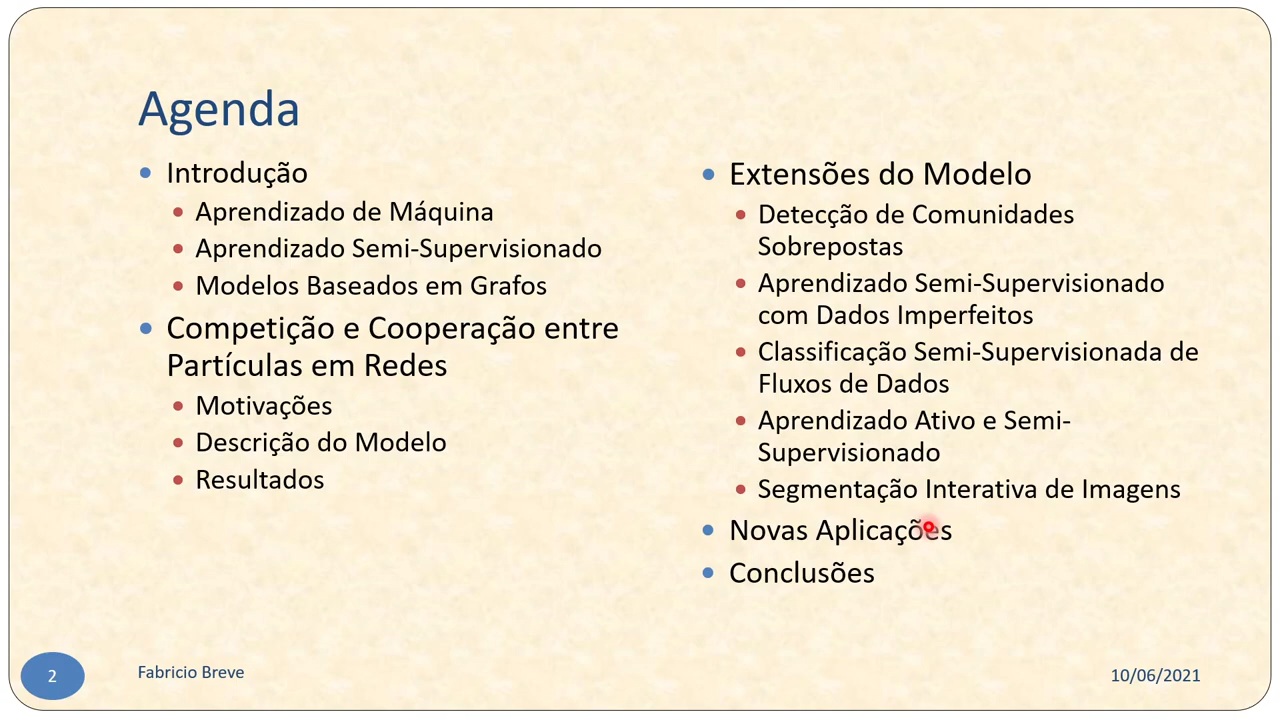 Agenda
Introdução
Aprendizado de Máquina
Aprendizado Semi-Supervisionado
Modelos Baseados em Grafos
Competição e Cooperação entre
Partículas em Redes
Motivações
Descrição do Modelo
Resultados
Extensões do Modelo
Detecção de Comunidades
Sobrepostas
Aprendizado Semi-Supervisionado
com Dados Imperfeitos
Classificação Semi-Supervisionada de
Fluxos de Dados
Aprendizado Ativo e Semi-
Supervisionado
Segmentação Interativa de Imagens
Novas Aplicações
Conclusões
2
Fabricio Breve
10/06/2021